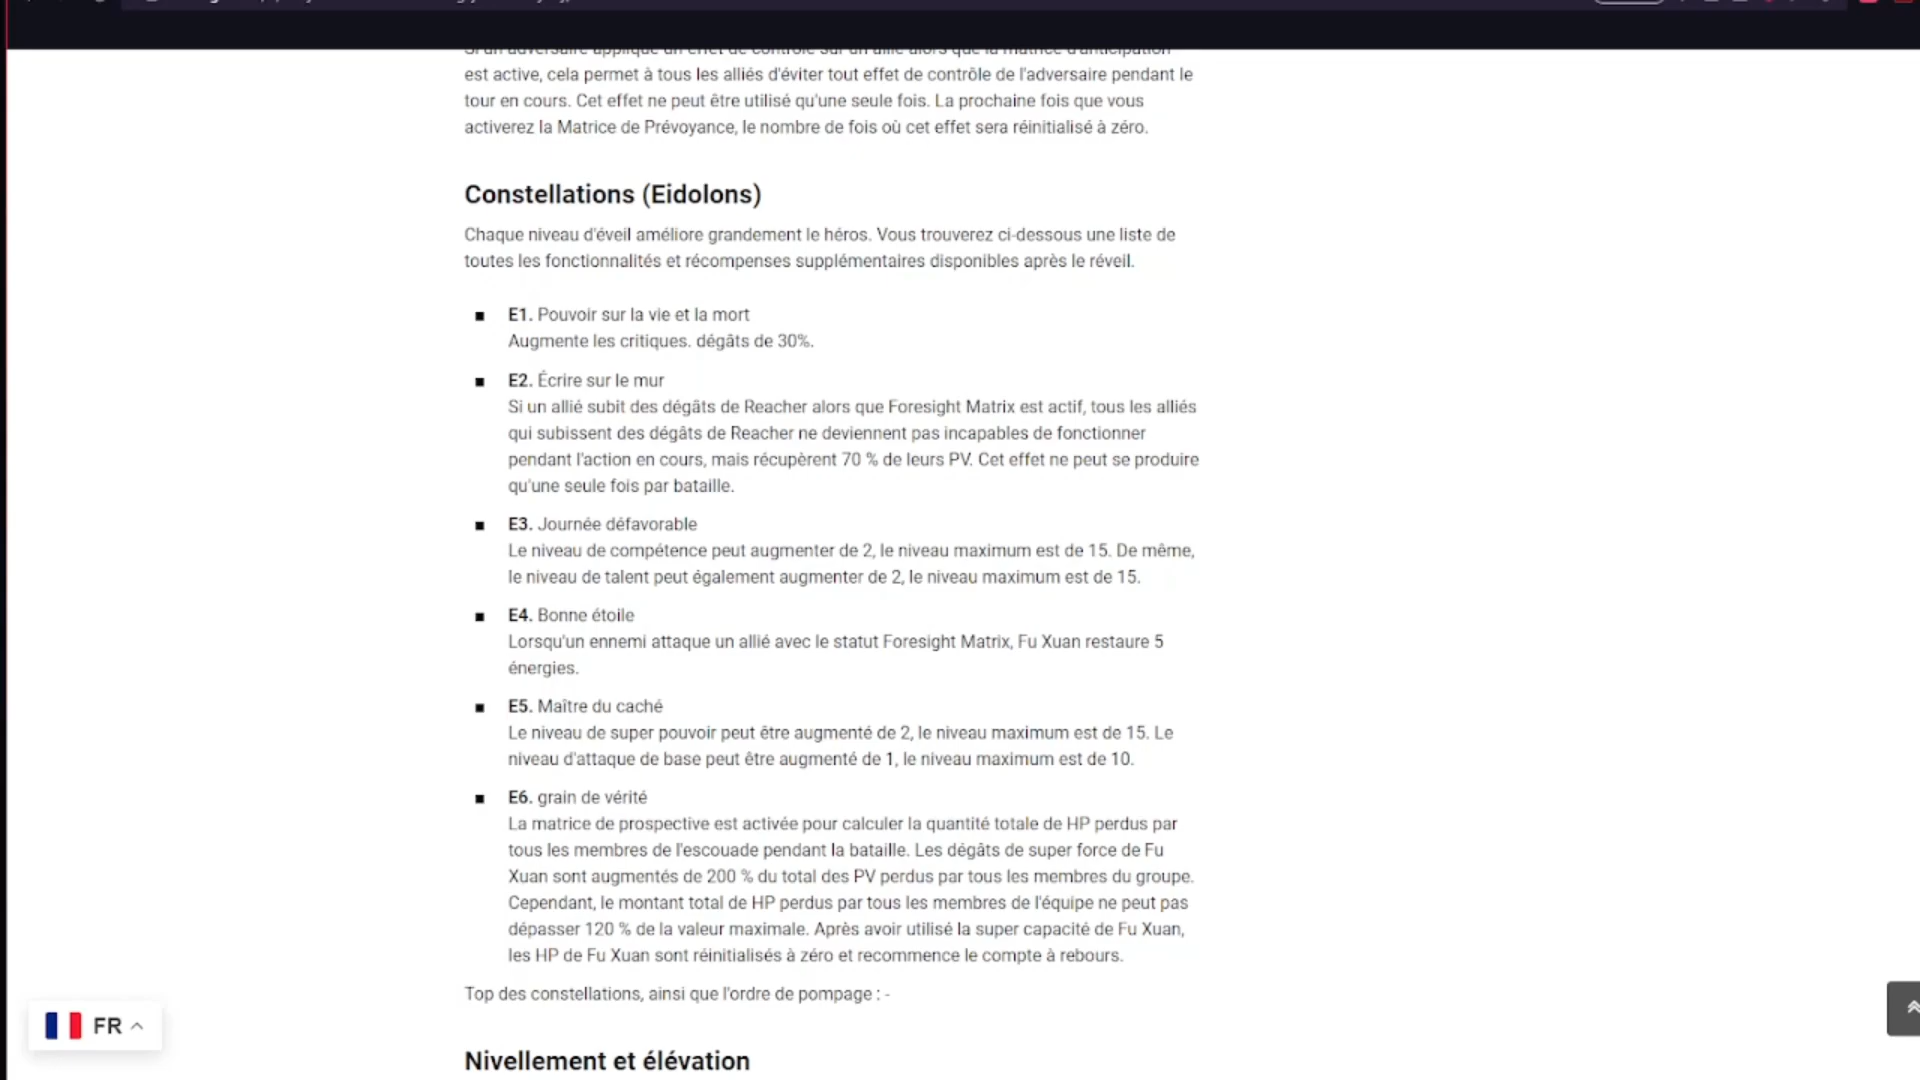 Si un adversaire applique un effet de contrôle sur un allié alors que la matrice d'anticipation
est active, cela permet à tous les alliés d'éviter tout effet de contrôle de l'adversaire pendant le
tour en cours. Cet effet ne peut être utilisé qu'une seule fois. La prochaine fois que vous
activerez la Matrice de Prévoyance, le nombre de fois où cet effet sera réinitialisé à zéro.
Constellations (Eidolons)
Chaque niveau d'éveil améliore grandement le héros. Vous trouverez ci-dessous une liste de
toutes les fonctionnalités et récompenses supplémentaires disponibles après le réveil.
■ E1. Pouvoir sur la vie et la mort
Augmente les critiques. dégâts de 30%.
■ E2. Écrire sur le mur
Si un allié subit des dégâts de Reacher alors que Foresight Matrix est actif, tous les alliés
qui subissent des dégâts de Reacher ne deviennent pas incapables de fonctionner
pendant l'action en cours, mais récupèrent 70 % de leurs PV. Cet effet ne peut se produire
qu'une seule fois par bataille.
■ E3. Journée défavorable
Le niveau de compétence peut augmenter de 2, le niveau maximum est de 15. De même,
le niveau de talent peut également augmenter de 2, le niveau maximum est de 15.
■ E4. Bonne étoile
Lorsqu'un ennemi attaque un allié avec le statut Foresight Matrix, Fu Xuan restaure 5
énergies.
■ E5. Maître du caché
Le niveau de super pouvoir peut être augmenté de 2, le niveau maximum est de 15. Le
niveau d'attaque de base peut être augmenté de 1, le niveau maximum est de 10.
■ E6. grain de vérité
La matrice de prospective est activée pour calculer la quantité totale de HP perdus par
tous les membres de l'escouade pendant la bataille. Les dégâts de super force de Fu
Xuan sont augmentés de 200 % du total des PV perdus par tous les membres du groupe.
Cependant, le montant total de HP perdus par tous les membres de l'équipe ne peut pas
dépasser 120 % de la valeur maximale. Après avoir utilisé la super capacité de Fu Xuan,
les HP de Fu Xuan sont réinitialisés à zéro et recommence le compte à rebours.
Top des constellations, ainsi que l'ordre de pompage : -
FR
Nivellement et élévation